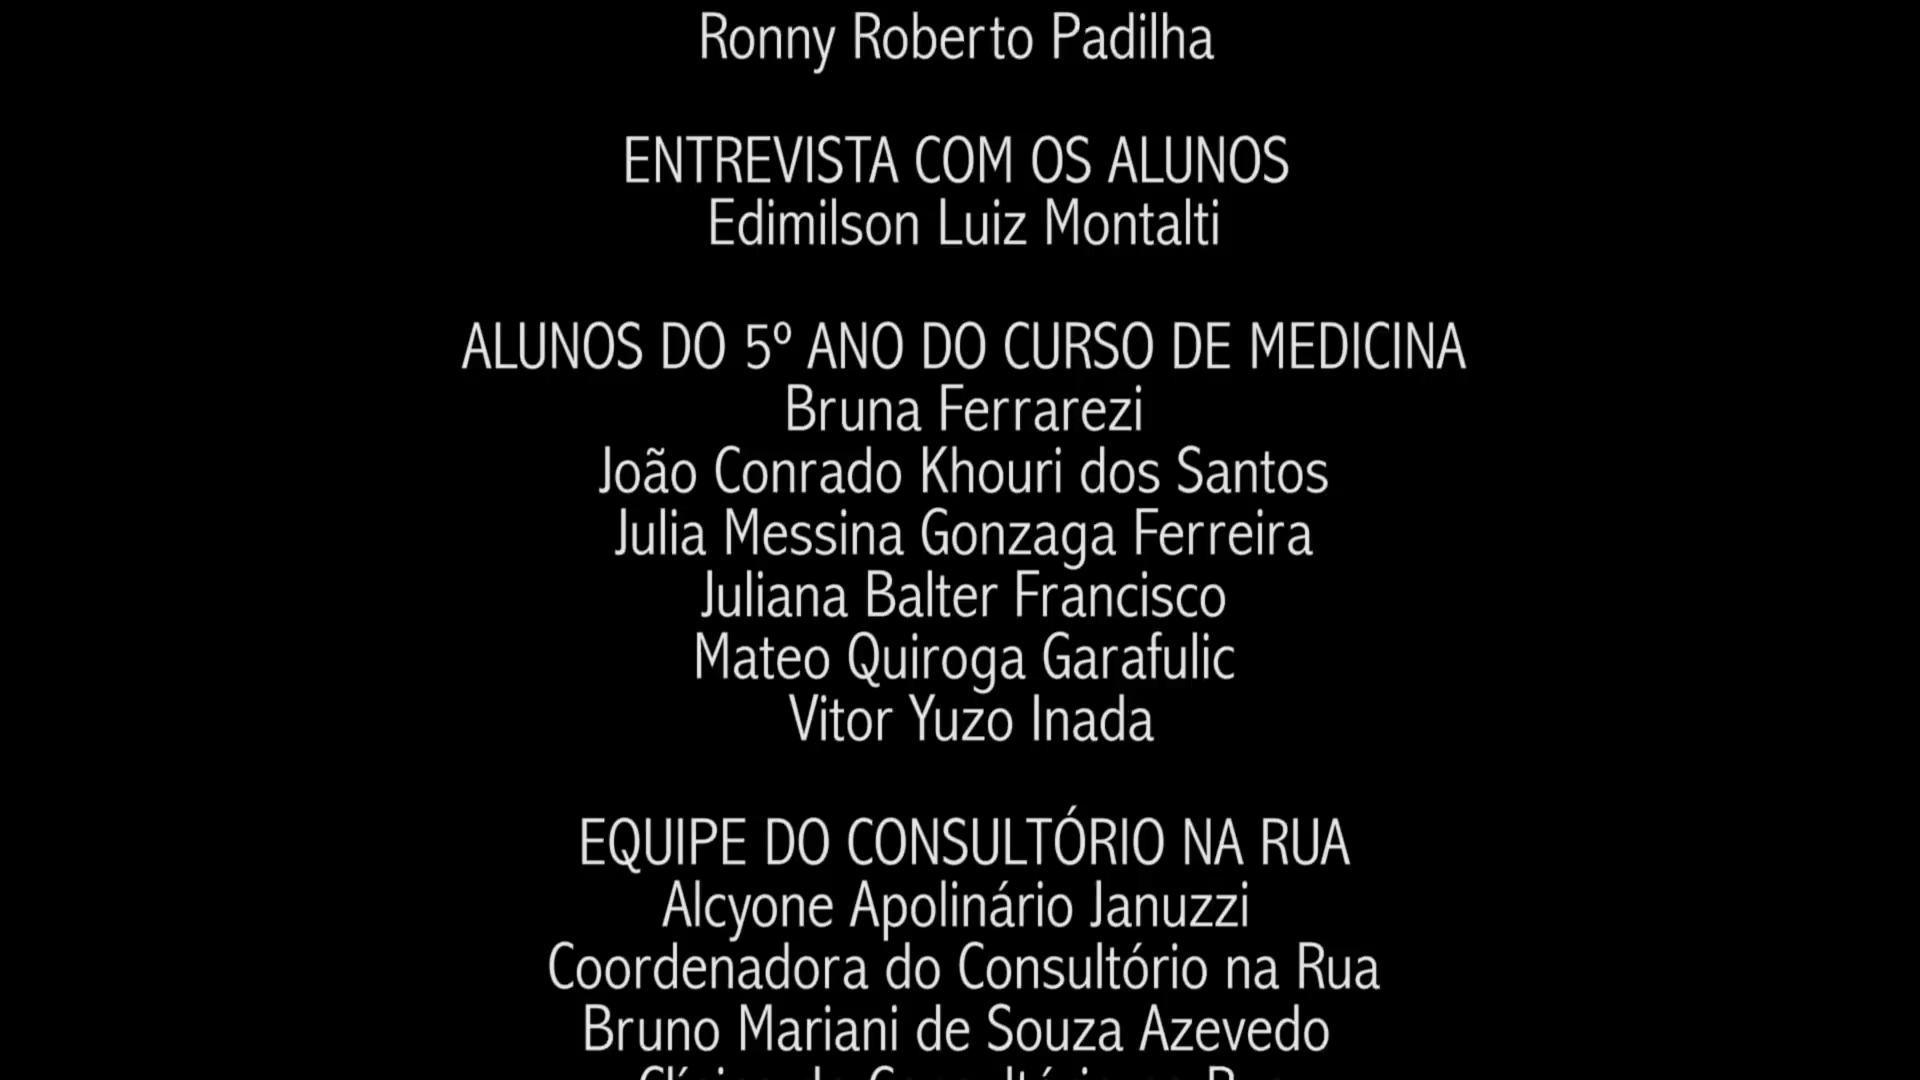 Ronny Roberto Padilha
ENTREVISTA COM OS ALUNOS
Edimilson Luiz Montalti
ALUNOS DO 5º ANO DO CURSO DE MEDICINA
Bruna Ferrarezi
João Conrado Khouri dos Santos
Julia Messina Gonzaga Ferreira
Juliana Balter Francisco
Mateo Quiroga Garafulic
Vitor Yuzo Inada
EQUIPE DO CONSULTÓRIO NA RUA
Alcyone Apolinário Januzzi
Coordenadora do Consultório na Rua
Bruno Mariani de Souza Azevedo